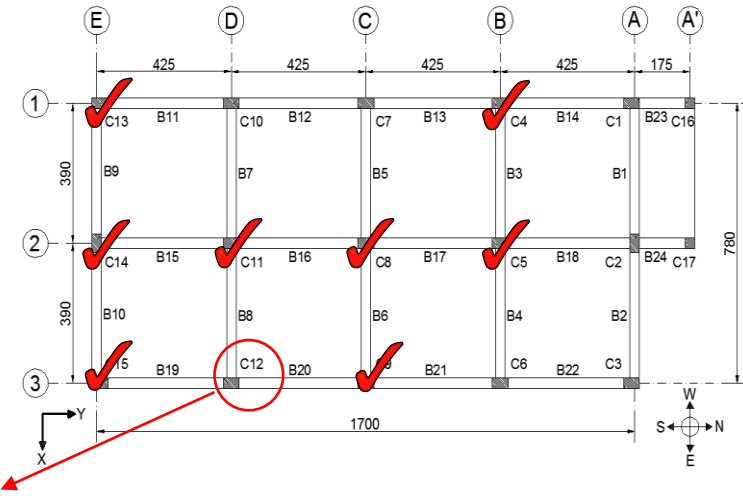 E D C B A A'
425 425 425 425 175
1
C13 B11 C10 B12 C7 B13 C4 B14 C1 B23 C16
390 B9 B7 B5 B3 B1
2
C14 B15 C11 B16 C8 B17 C5 B18 C2 B24 C17
780
390 B10 B8 B6 B4 B2
B19 C12 B20 B21 C6 B22 C3
3
Y
X
1700
W
S N
E